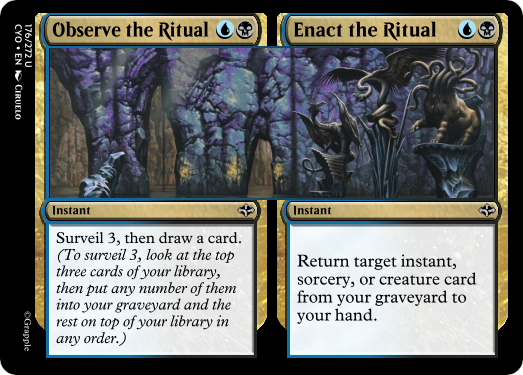 Observe the Ritual
Instant
Surveil 3, then draw a card.
(To surveil 3, look at the top
three cards of your library,
then put any number of them
into your graveyard and the
rest on top of your library in
any order.)
Enact the Ritual
Instant
Return target instant,
sorcery, or creature card
from your graveyard to
your hand.
176/272 U
CYO • EN CIRUELO
©Grapple